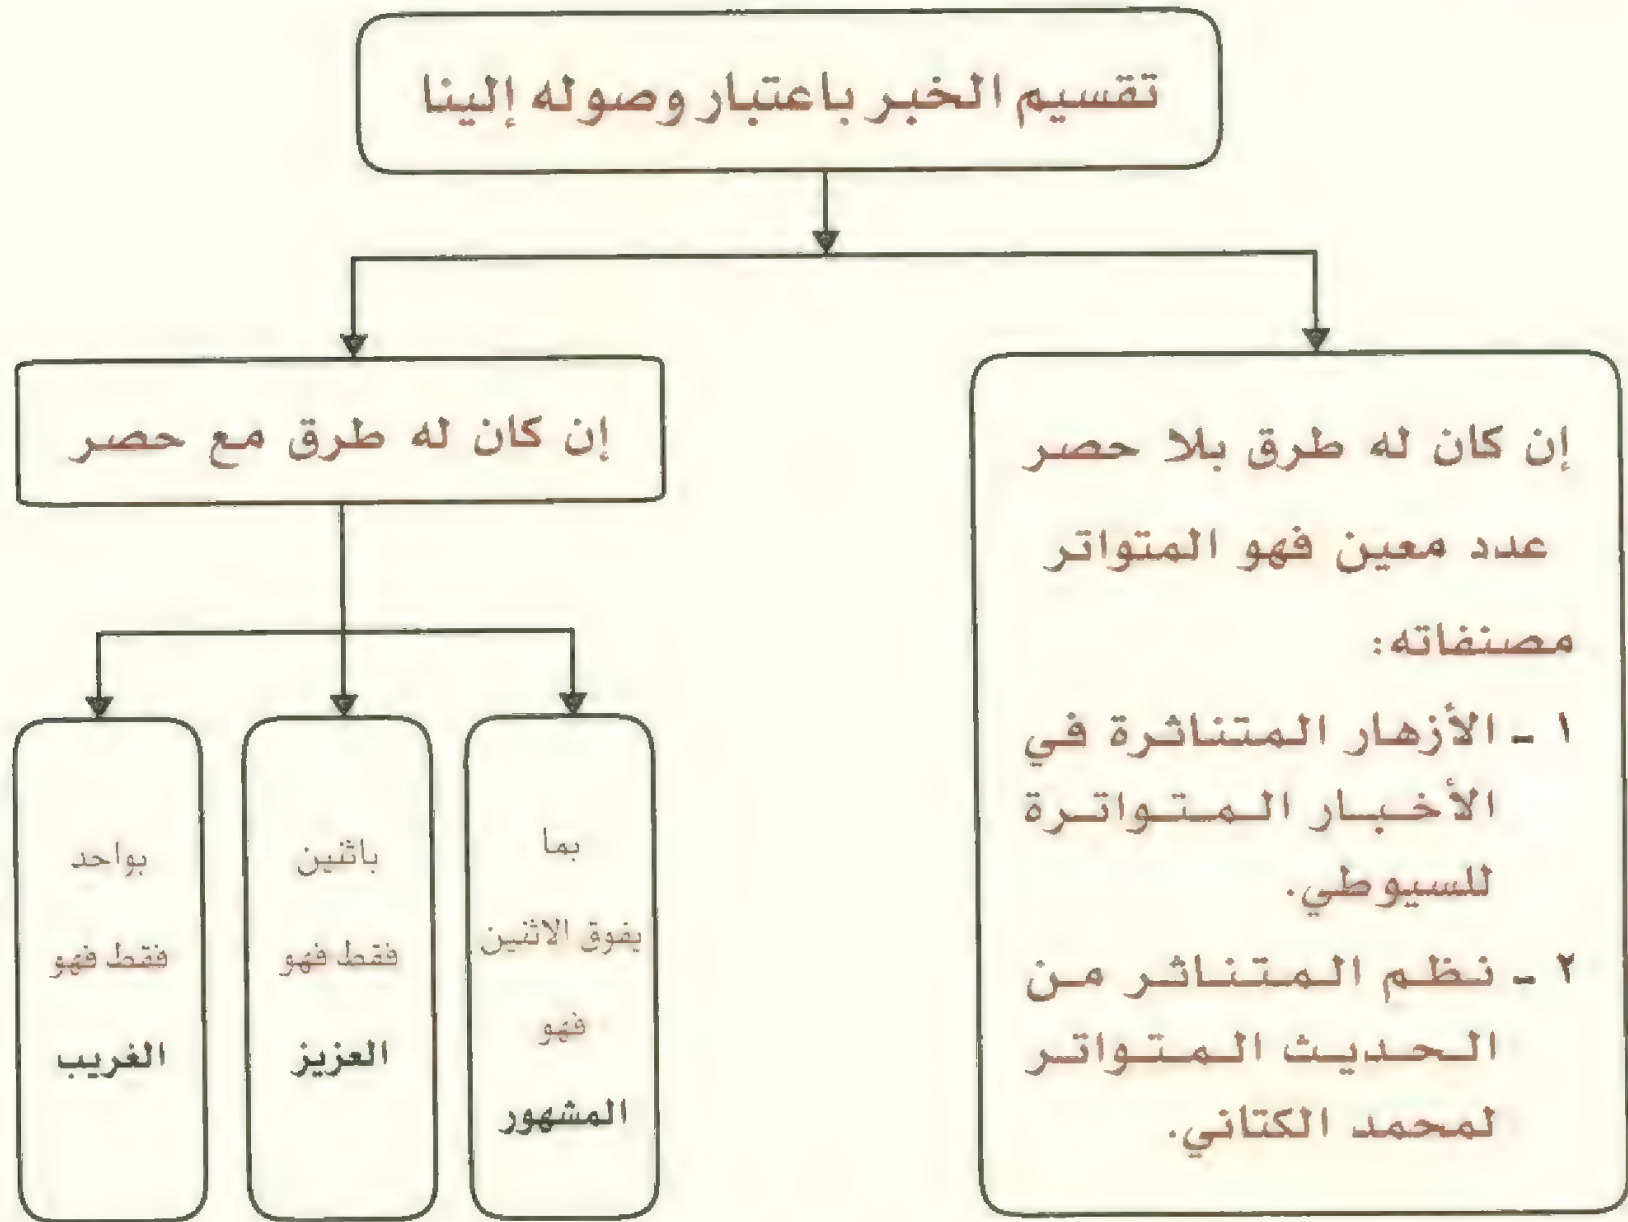 تقسيم الخبر باعتبار وصوله إلينا
إن كان له طرق بلا حصر
عدد معين فهو المتواتر
مصنفاته:
١ - الأزهار المتناثرة في
الأخبار المتواترة
للسيوطي.
٢ - نظم المتناثر من
الحديث المتواتر
لمحمد الكتاني.
إن كان له طرق مع حصر
بما
يفوق الاثنين
فهو
المشهور
باثنين
فقط فهو
العزيز
بواحد
فقط فهو
الغريب